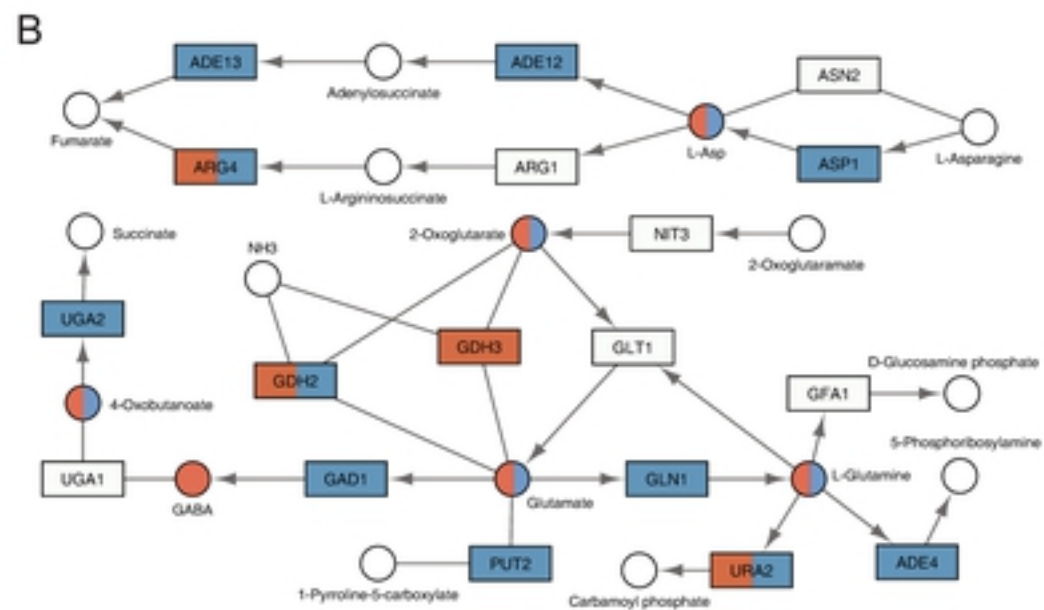 B
ADE13
Adenylosuccinate
ADE12
ASN2
Fumarate
L-Asp
L-Asparagine
ARG4
L-Argininosuccinate
ARG1
ASP1
Succinate
NH3
2-Oxoglutarate
NIT3
2-Oxoglutaramate
UGA2
GDH3
GLT1
GDH2
D-Glucosamine phosphate
GFA1
4-Oxobutanoate
5-Phosphoribosylamine
UGA1
GABA
GAD1
Glutamate
GLN1
L-Glutamine
1-Pyrroline-5-carboxylate
PUT2
Carbamoyl phosphate
URA2
ADE4